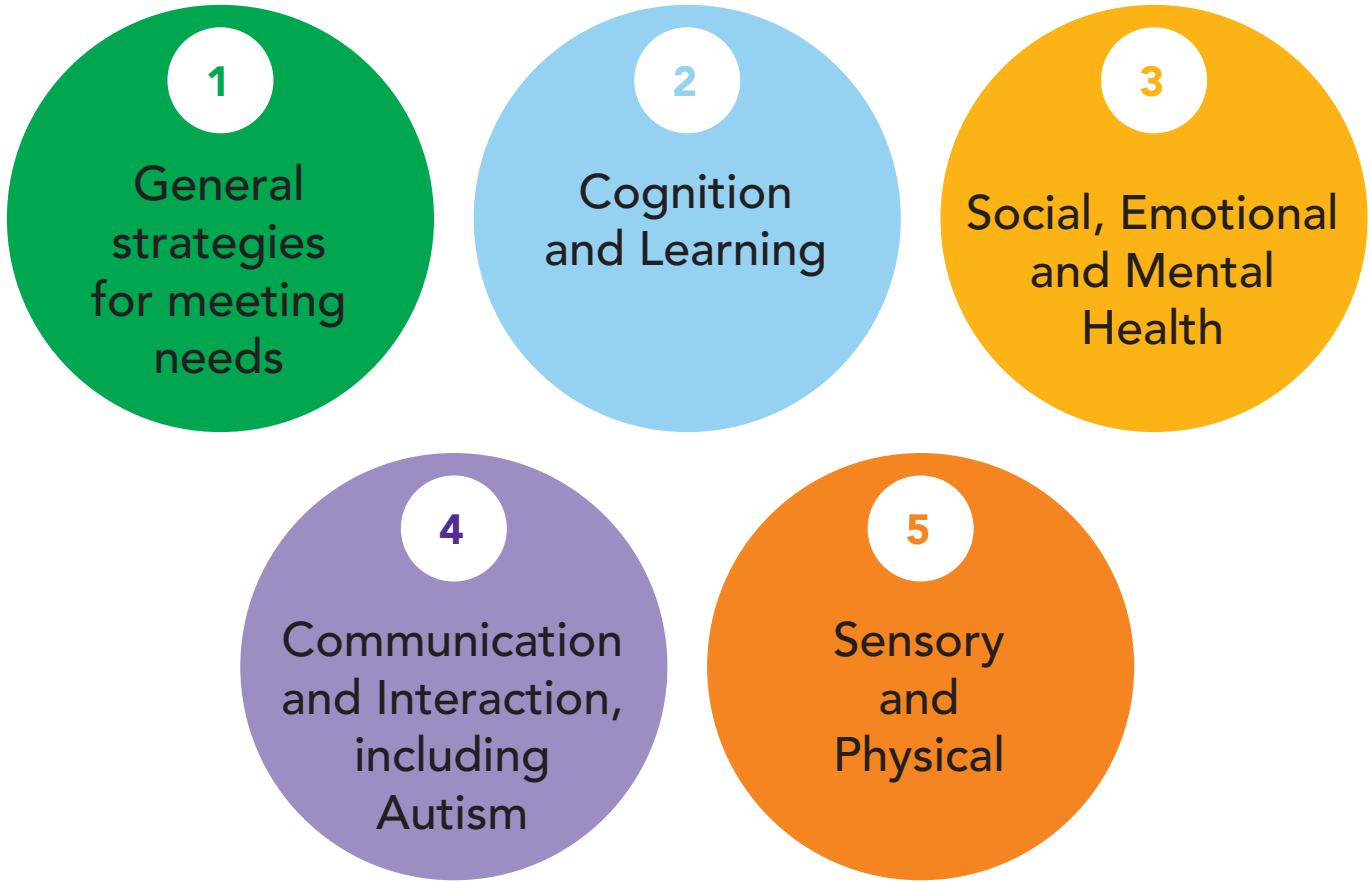 1
General
strategies
for meeting
needs
2
Cognition
and Learning
3
Social, Emotional
and Mental
Health
4
Communication
and Interaction,
including
Autism
5
Sensory
and
Physical